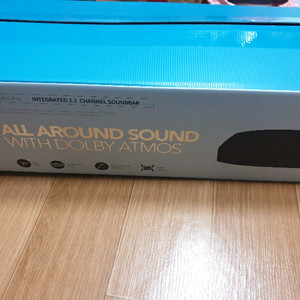 INTEGRATED 2.1 CHANNEL SOUNDBAR
ALL AROUND SOUND
WITH DOLBY ATMOS